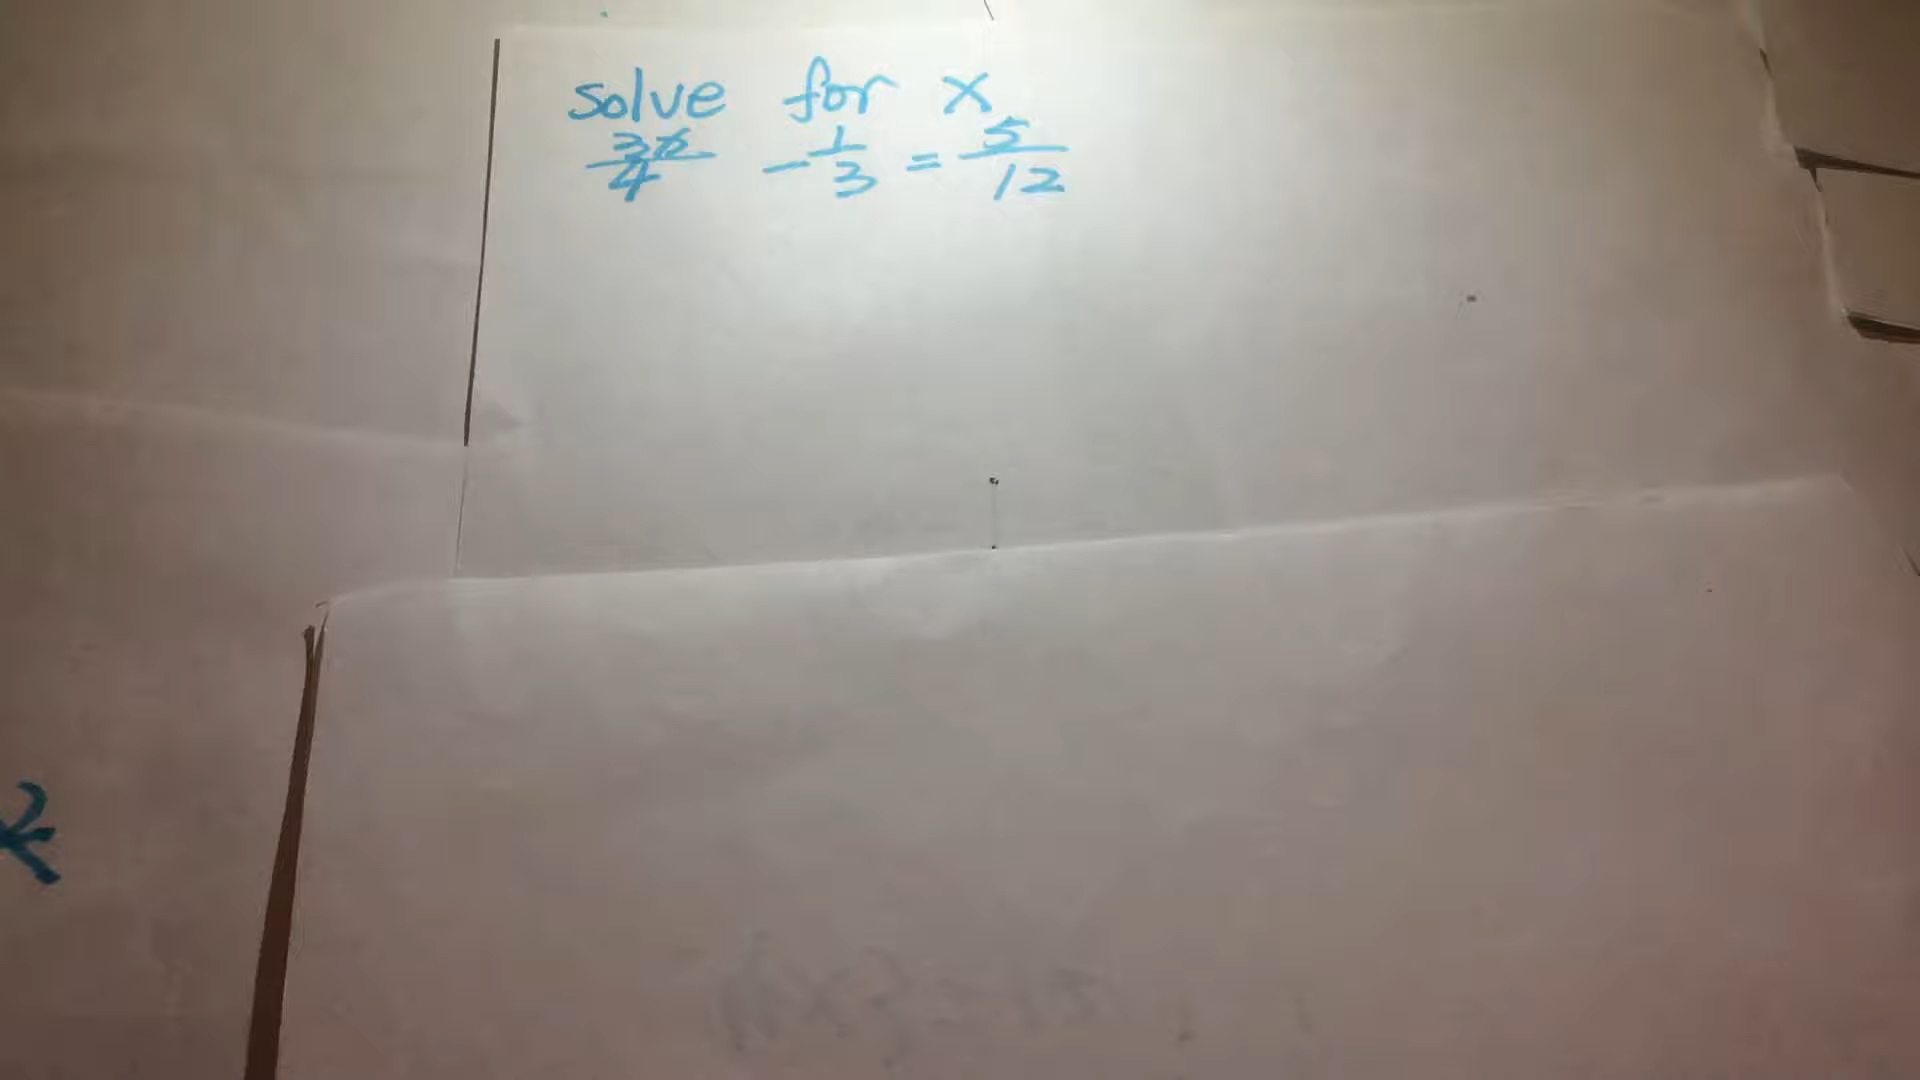 solve for x
3x/4 - 1/3 = 5/12